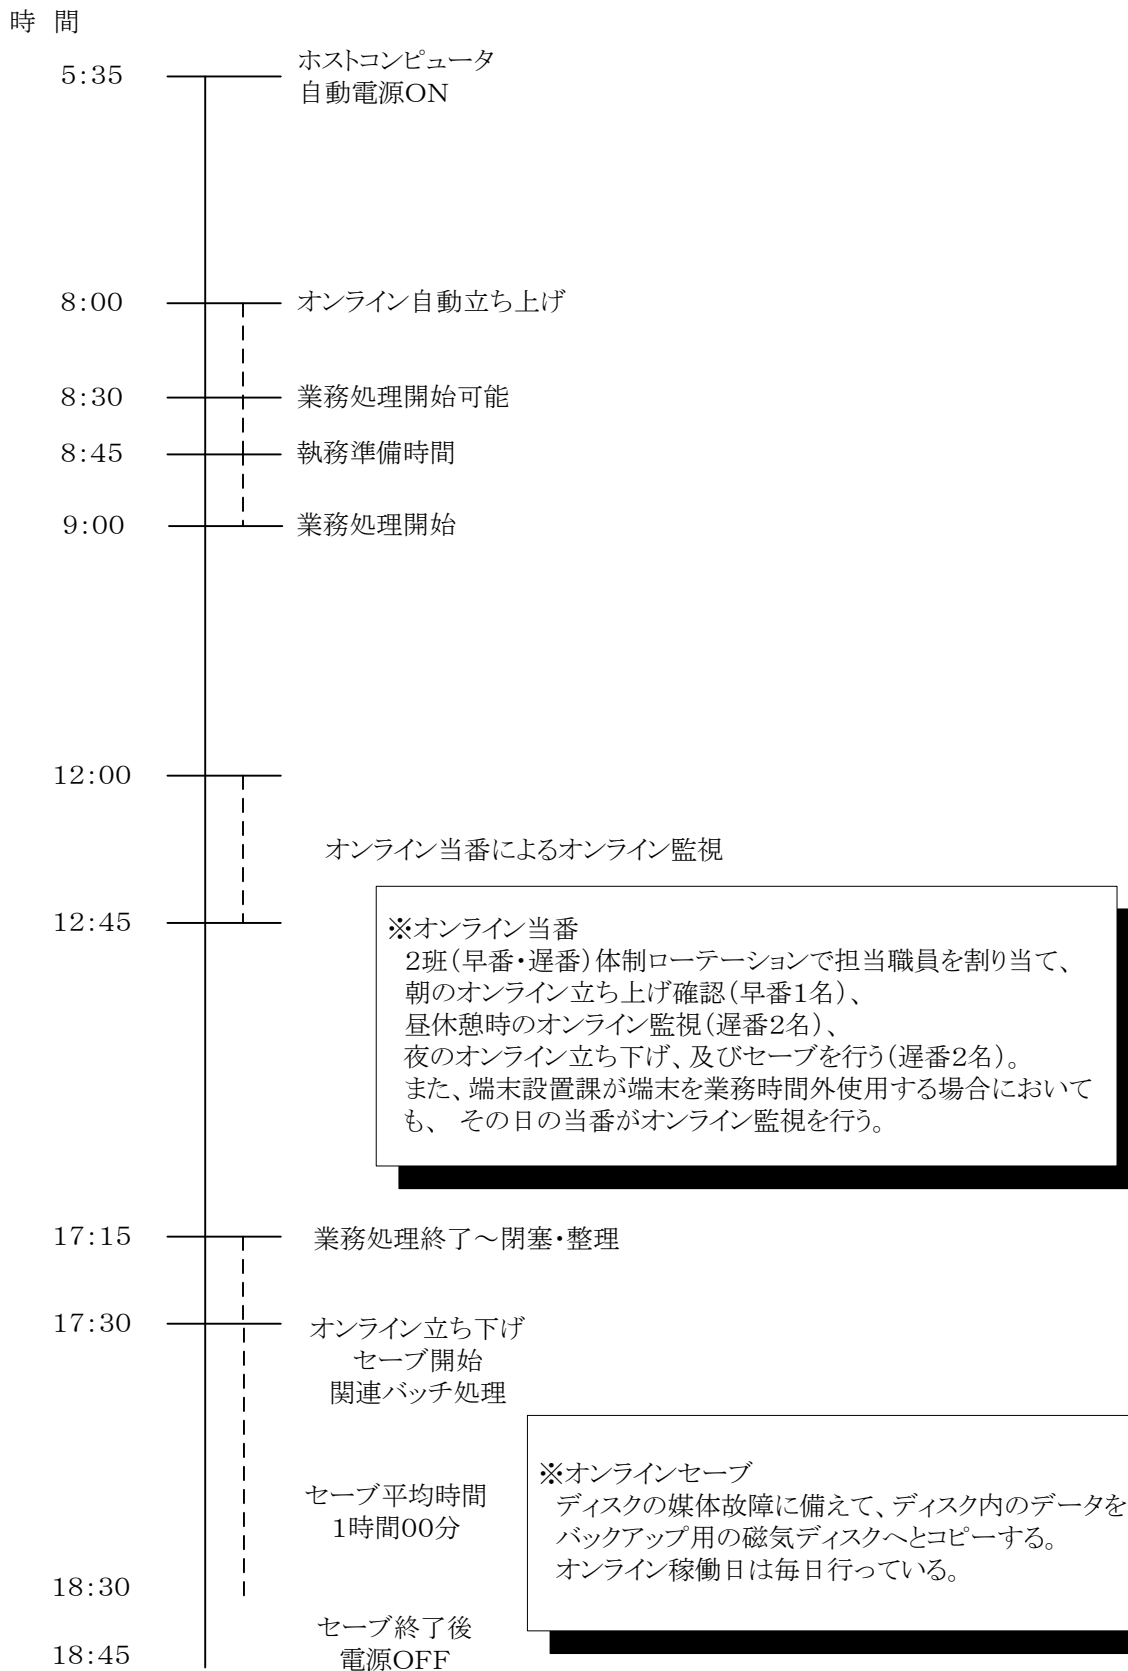 時 間
5:35
ホストコンピュータ
自動電源ON
8:00
オンライン自動立ち上げ
8:30
業務処理開始可能
8:45
執務準備時間
9:00
業務処理開始
12:00
オンライン当番によるオンライン監視
12:45
※オンライン当番
2班(早番・遅番)体制ローテーションで担当職員を割り当て、
朝のオンライン立ち上げ確認(早番1名)、
昼休憩時のオンライン監視(遅番2名)、
夜のオンライン立ち下げ、及びセーブを行う(遅番2名)。
また、端末設置課が端末を業務時間外使用する場合において
も、 その日の当番がオンライン監視を行う。
17:15
業務処理終了～閉塞・整理
17:30
オンライン立ち下げ
セーブ開始
関連バッチ処理
セーブ平均時間
1時間00分
※オンラインセーブ
ディスクの媒体故障に備えて、ディスク内のデータを
バックアップ用の磁気ディスクへとコピーする。
オンライン稼働日は毎日行っている。
18:30
セーブ終了後
電源OFF
18:45